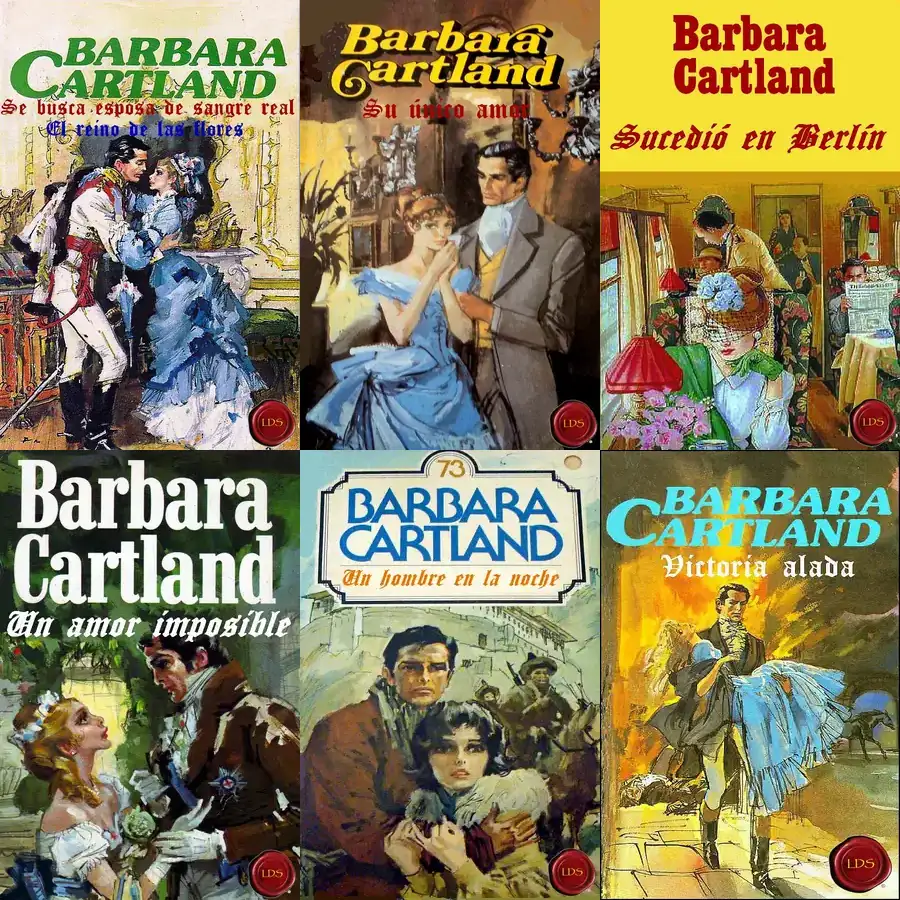 BARBARA
CARTLAND
Se busca esposa de sangre real
El reino de las flores
LDS
Barbara
Cartland
Su único amor
LDS
Barbara
Cartland
Sucedió en Berlín
LDS
Barbara
Cartland
Un amor imposible
LDS
73
BARBARA
CARTLAND
Un hombre en la noche
LDS
BARBARA
CARTLAND
Victoria alada
LDS